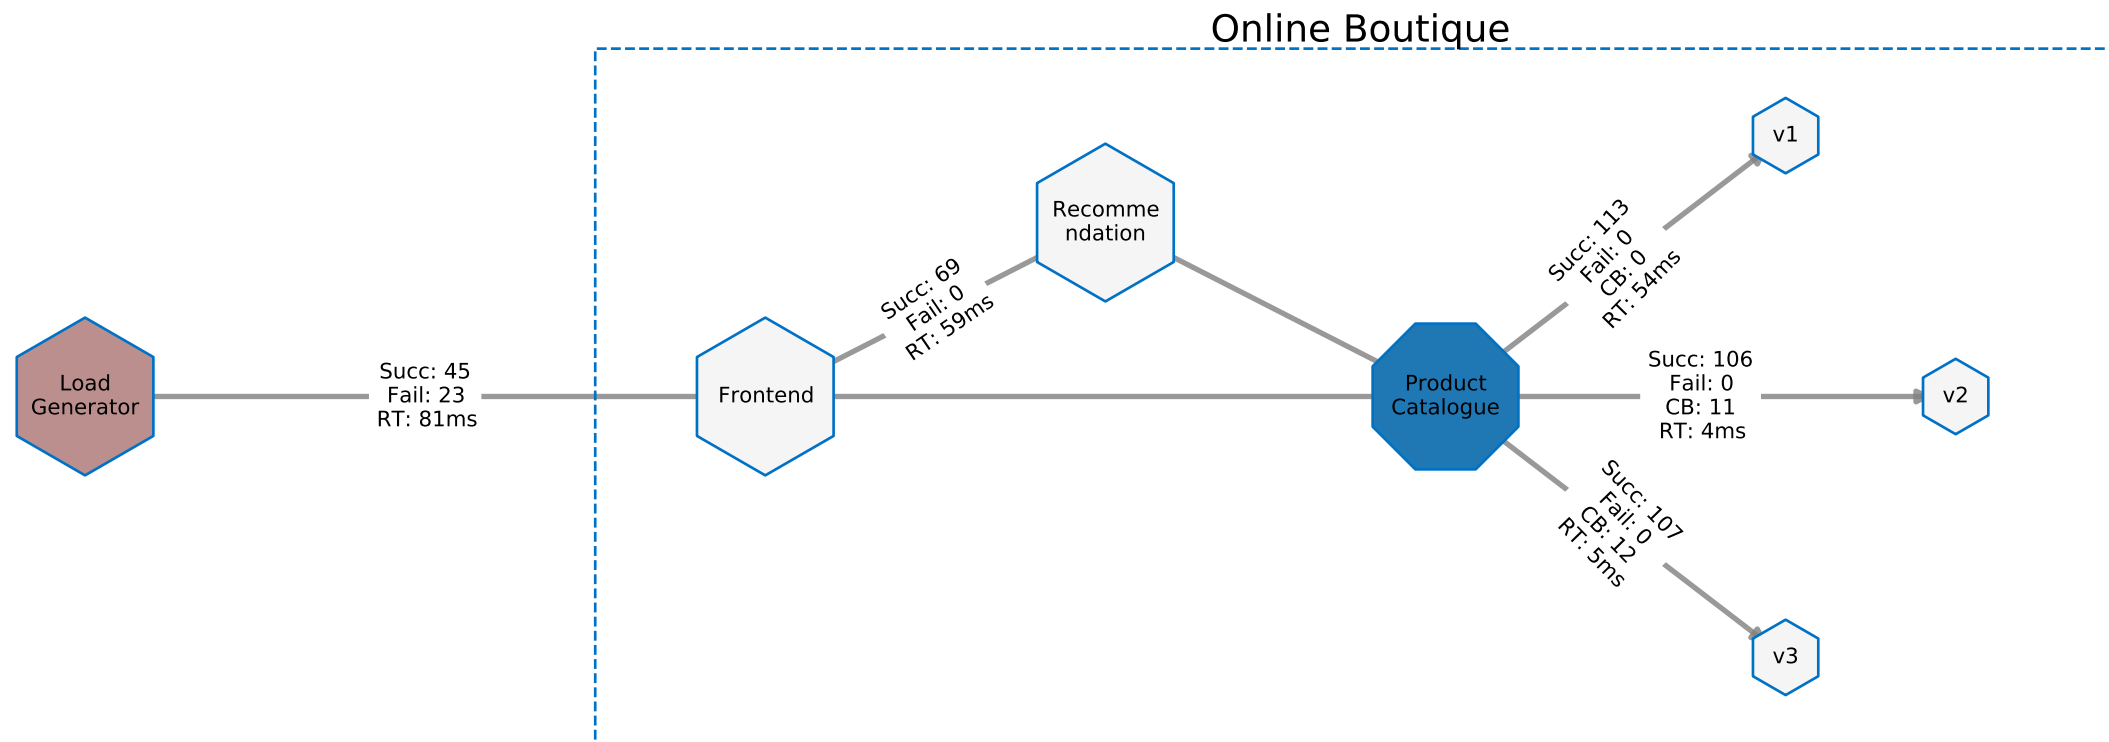 Online Boutique
Load
Generator
Succ: 45
Fail: 23
RT: 81ms
Frontend
Succ: 69
Fail: 0
RT: 59ms
Recomme
ndation
Product
Catalogue
Succ: 113
Fail: 0
CB: 0
RT: 54ms
v1
Succ: 106
Fail: 0
CB: 11
RT: 4ms
v2
Succ: 107
Fail: 0
CB: 12
RT: 5ms
v3